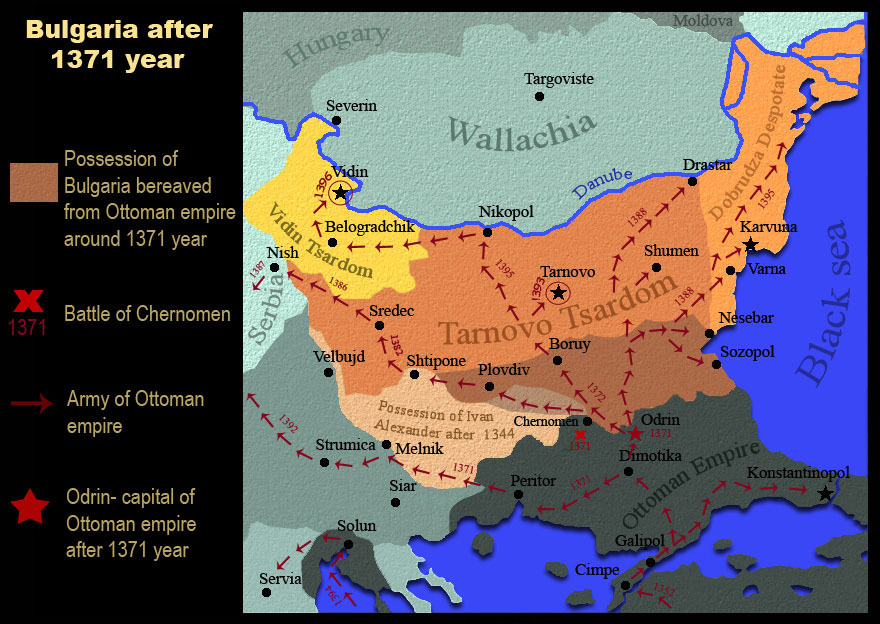 Bulgaria after
1371 year
Possession of
Bulgaria bereaved
from Ottoman empire
around 1371 year
1371
Battle of Chernomen
Army of Ottoman
empire
Odrin- capital of
Ottoman empire
after 1371 year
Hungary
Moldova
Targoviste
Severin
Wallachia
Danube
Drastar
Dobrudza Despotate
Vidin
1396
Vidin Tsardom
Belogradchik
Nikopol
1388
1395
Karvuna
Nish
1387
1386
1395
Tarnovo
1393
Shumen
Varna
Serbia
Tarnovo Tsardom
1388
Nesebar
Black sea
Sredec
1382
Velbujd
Shtipone
Plovdiv
Boruy
Sozopol
1372
Possession of Ivan
Alexander after 1344
Chernomen
1371
Odrin
1371
1392
Strumica
Melnik
1371
Dimotika
1371
Ottoman Empire
Konstantinopol
Siar
Peritor
Solun
Galipol
Cimpe
1352
Servia
1394